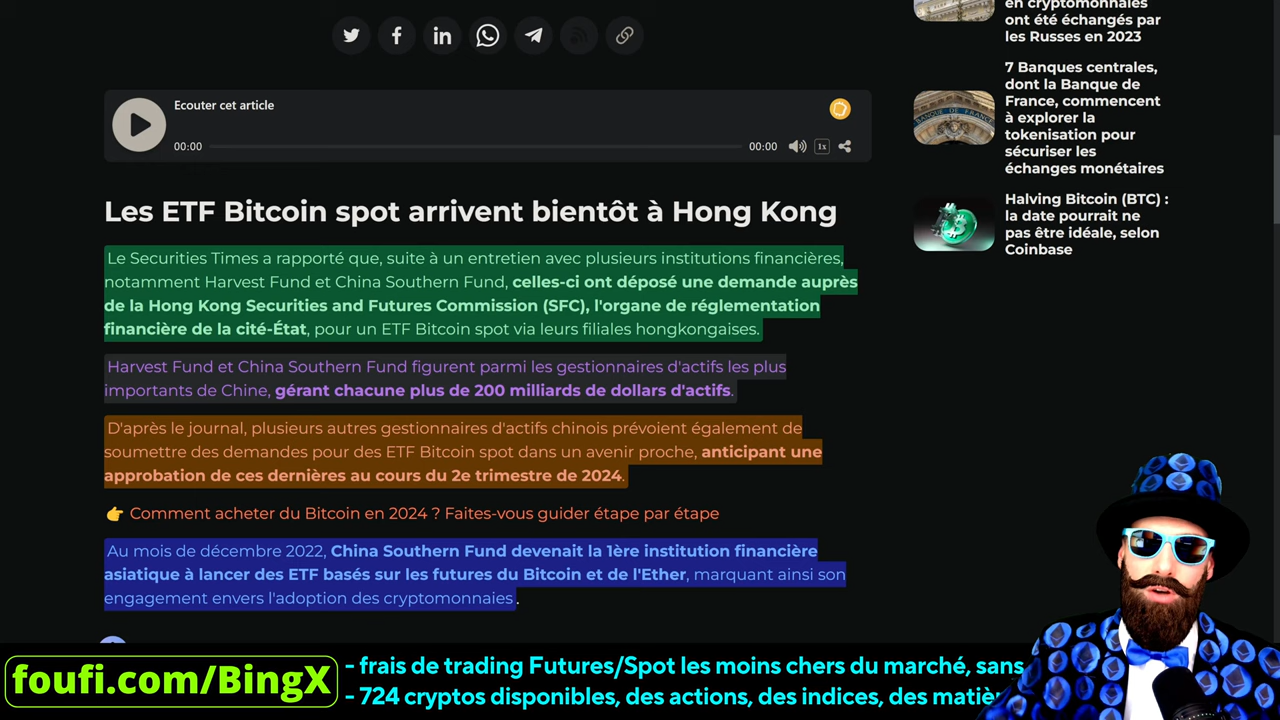 en cryptomonnaies
ont été échangés par
les Russes en 2023
Ecouter cet article
00:00
00:00
1x
7 Banques centrales,
dont la Banque de
France, commencent
à explorer la
tokenisation pour
sécuriser les
échanges monétaires
BANQUE DE FRANCE
Halving Bitcoin (BTC) :
la date pourrait ne
pas être idéale, selon
Coinbase
Les ETF Bitcoin spot arrivent bientôt à Hong Kong
Le Securities Times a rapporté que, suite à un entretien avec plusieurs institutions financières,
notamment Harvest Fund et China Southern Fund, celles-ci ont déposé une demande auprès
de la Hong Kong Securities and Futures Commission (SFC), l'organe de réglementation
financière de la cité-État, pour un ETF Bitcoin spot via leurs filiales hongkongaises.
Harvest Fund et China Southern Fund figurent parmi les gestionnaires d'actifs les plus
importants de Chine, gérant chacune plus de 200 milliards de dollars d'actifs.
D'après le journal, plusieurs autres gestionnaires d'actifs chinois prévoient également de
soumettre des demandes pour des ETF Bitcoin spot dans un avenir proche, anticipant une
approbation de ces dernières au cours du 2e trimestre de 2024.
👉 Comment acheter du Bitcoin en 2024 ? Faites-vous guider étape par étape
Au mois de décembre 2022, China Southern Fund devenait la 1ère institution financière
asiatique à lancer des ETF basés sur les futures du Bitcoin et de l'Ether, marquant ainsi son
engagement envers l'adoption des cryptomonnaies.
foufi.com/BingX
- frais de trading Futures/Spot les moins chers du marché, sans
- 724 cryptos disponibles, des actions, des indices, des matiè